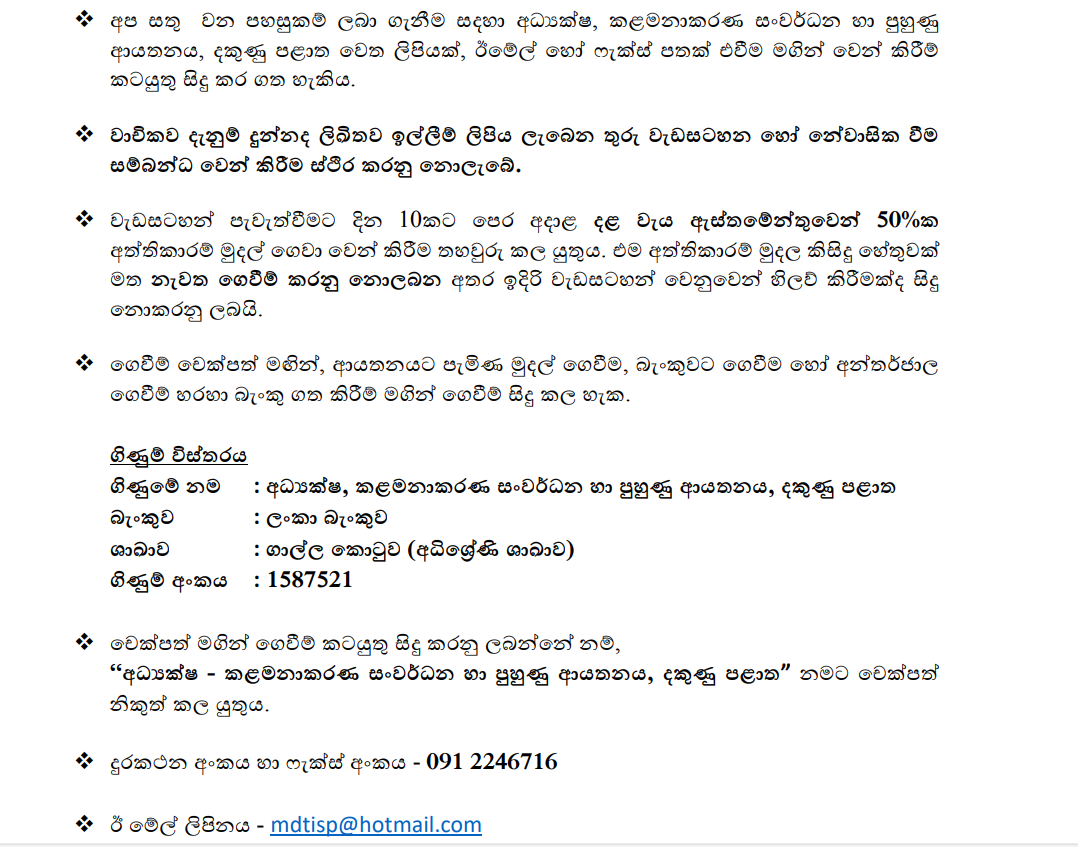 ❖ අප සතු වන පහසුකම් ලබා ගැනීම සදහා අධ්‍යක්ෂ, කළමනාකරණ සංවර්ධන හා පුහුණු
ආයතනය, දකුණු පළාත වෙත ලිපියක්, ඊමේල් හෝ ෆැක්ස් පතක් එවීම මගින් වෙන් කිරීම්
කටයුතු සිදු කර ගත හැකිය.
❖ වාචිකව දැනුම් දුන්නද ලිඛිතව ඉල්ලීම් ලිපිය ලැබෙන තුරු වැඩසටහන හෝ නේවාසික වීම
සම්බන්ධ වෙන් කිරීම ස්ථිර කරනු නොලැබේ.
❖ වැඩසටහන් පැවැත්වීමට දින 10කට පෙර අදාළ දළ වැය ඇස්තමේන්තුවෙන් 50%ක
අත්තිකාරම් මුදල් ගෙවා වෙන් කිරීම තහවුරු කල යුතුය. එම අත්තිකාරම් මුදල කිසිදු හේතුවක්
මත නැවත ගෙවීම් කරනු නොලබන අතර ඉදිරි වැඩසටහන් වෙනුවෙන් හිලව් කිරීමක්ද සිදු
නොකරනු ලබයි.
❖ ගෙවීම් චෙක්පත් මඟින්, ආයතනයට පැමිණ මුදල් ගෙවීම, බැංකුවට ගෙවීම හෝ අන්තර්ජාල
ගෙවීම් හරහා බැංකු ගත කිරීම් මගින් ගෙවීම් සිදු කල හැක.
ගිණුම් විස්තරය
ගිණුමේ නම : අධ්‍යක්ෂ, කළමනාකරණ සංවර්ධන හා පුහුණු ආයතනය, දකුණු පළාත
බැංකුව : ලංකා බැංකුව
ශාඛාව : ගාල්ල කොටුව (අධිශ්‍රේණි ශාඛාව)
ගිණුම් අංකය : 1587521
❖ චෙක්පත් මගින් ගෙවීම් කටයුතු සිදු කරනු ලබන්නේ නම්,
“අධ්‍යක්ෂ - කළමනාකරණ සංවර්ධන හා පුහුණු ආයතනය, දකුණු පළාත” නමට චෙක්පත්
නිකුත් කල යුතුය.
❖ දුරකථන අංකය හා ෆැක්ස් අංකය - 091 2246716
❖ ඊ මේල් ලිපිනය - mdtisp@hotmail.com